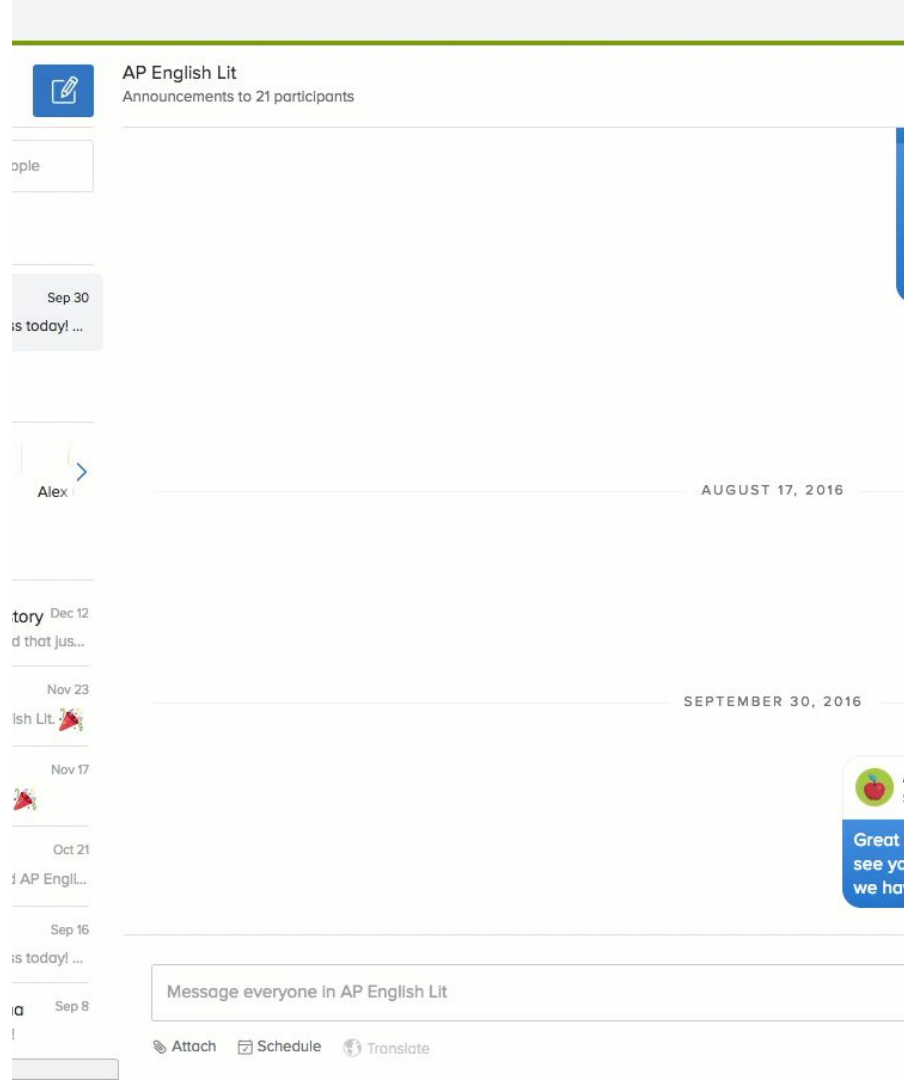 AP English Lit
Announcements to 21 participants
ople
Sep 30
ss today! ...
Alex
AUGUST 17, 2016
tory Dec 12
d that jus...
Nov 23
ish Lit.
SEPTEMBER 30, 2016
Nov 17
Oct 21
d AP Engli...
Great
see yo
we ha
Sep 16
ss today! ...
Message everyone in AP English Lit
na Sep 8
!
Attach Schedule Translate